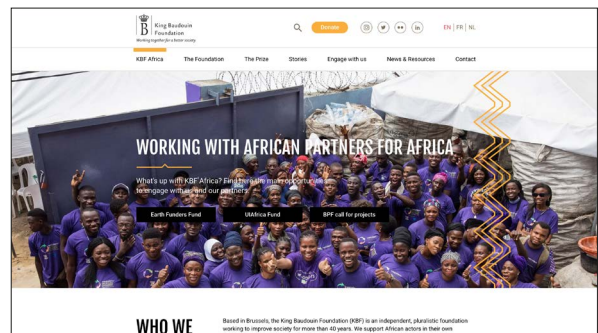 King Baudouin
Foundation
Working together for a better society
Donate
EN | FR | NL
KBF Africa The Foundation The Prize Stories Engage with us News & Resources Contact
WORKING WITH AFRICAN PARTNERS FOR AFRICA
What's up with KBF Africa? Find here the main opportunities
to engage with us and our partners.
Earth Funders Fund UIAfrica Fund BPF call for projects
WHO WE
Based in Brussels, the King Baudouin Foundation (KBF) is an independent, pluralistic foundation
working to improve society for more than 40 years. We support African actors in their own